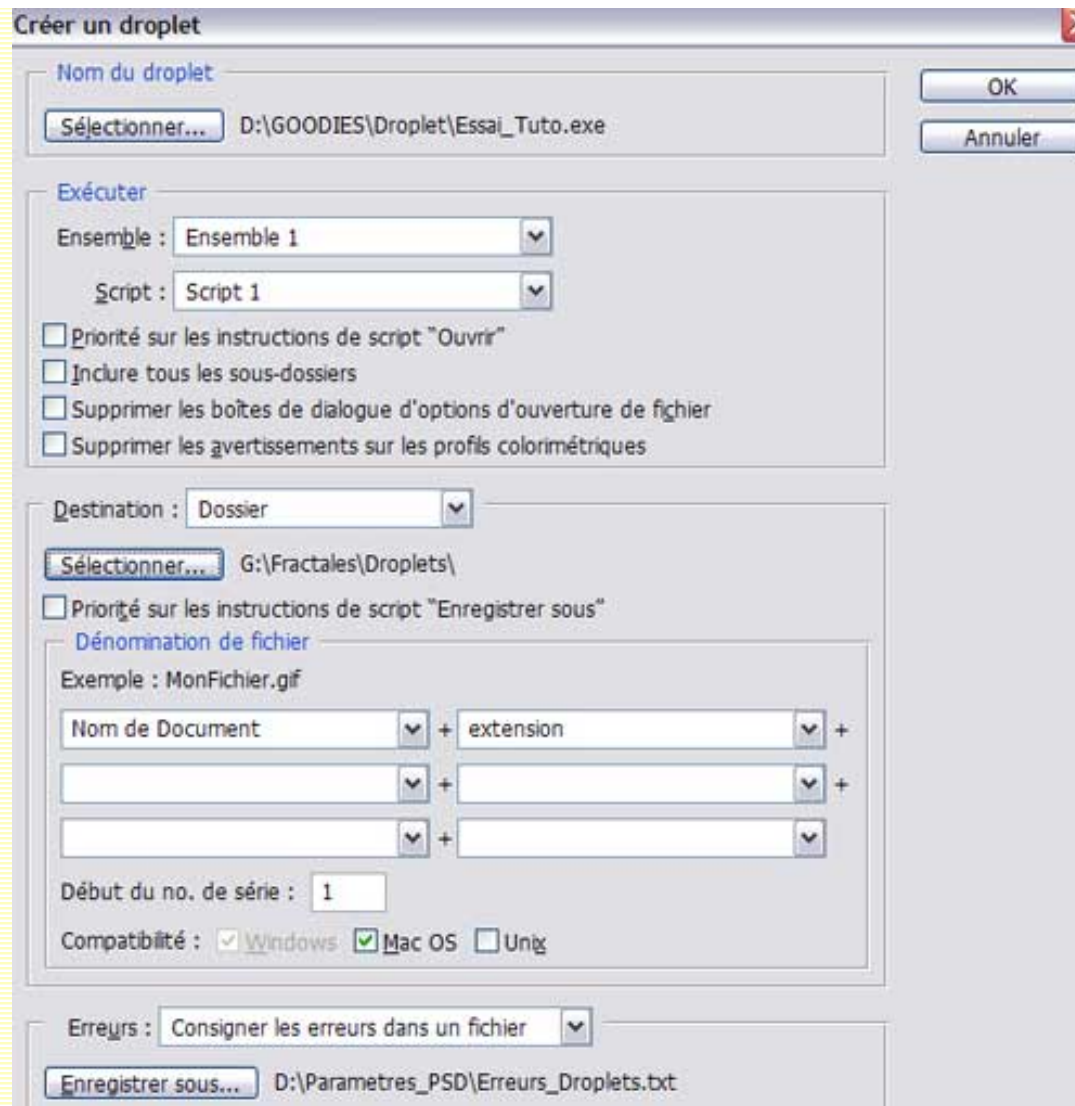 Créer un droplet
Nom du droplet
OK
Sélectionner... D:\GOODIES\Droplet\Essai_Tuto.exe
Annuler
Exécuter
Ensemble : Ensemble 1
Script : Script 1
Priorité sur les instructions de script "Ouvrir"
Inclure tous les sous-dossiers
Supprimer les boîtes de dialogue d'options d'ouverture de fichier
Supprimer les avertissements sur les profils colorimétriques
Destination : Dossier
Sélectionner... G:\Fractales\Droplets\
Priorité sur les instructions de script "Enregistrer sous"
Dénomination de fichier
Exemple : MonFichier.gif
Nom de Document + extension +
+ +
+
Début du no. de série : 1
Compatibilité : Windows Mac OS Unix
Erreurs : Consigner les erreurs dans un fichier
Enregistrer sous... D:\Parametres_PSD\Erreurs_Droplets.txt